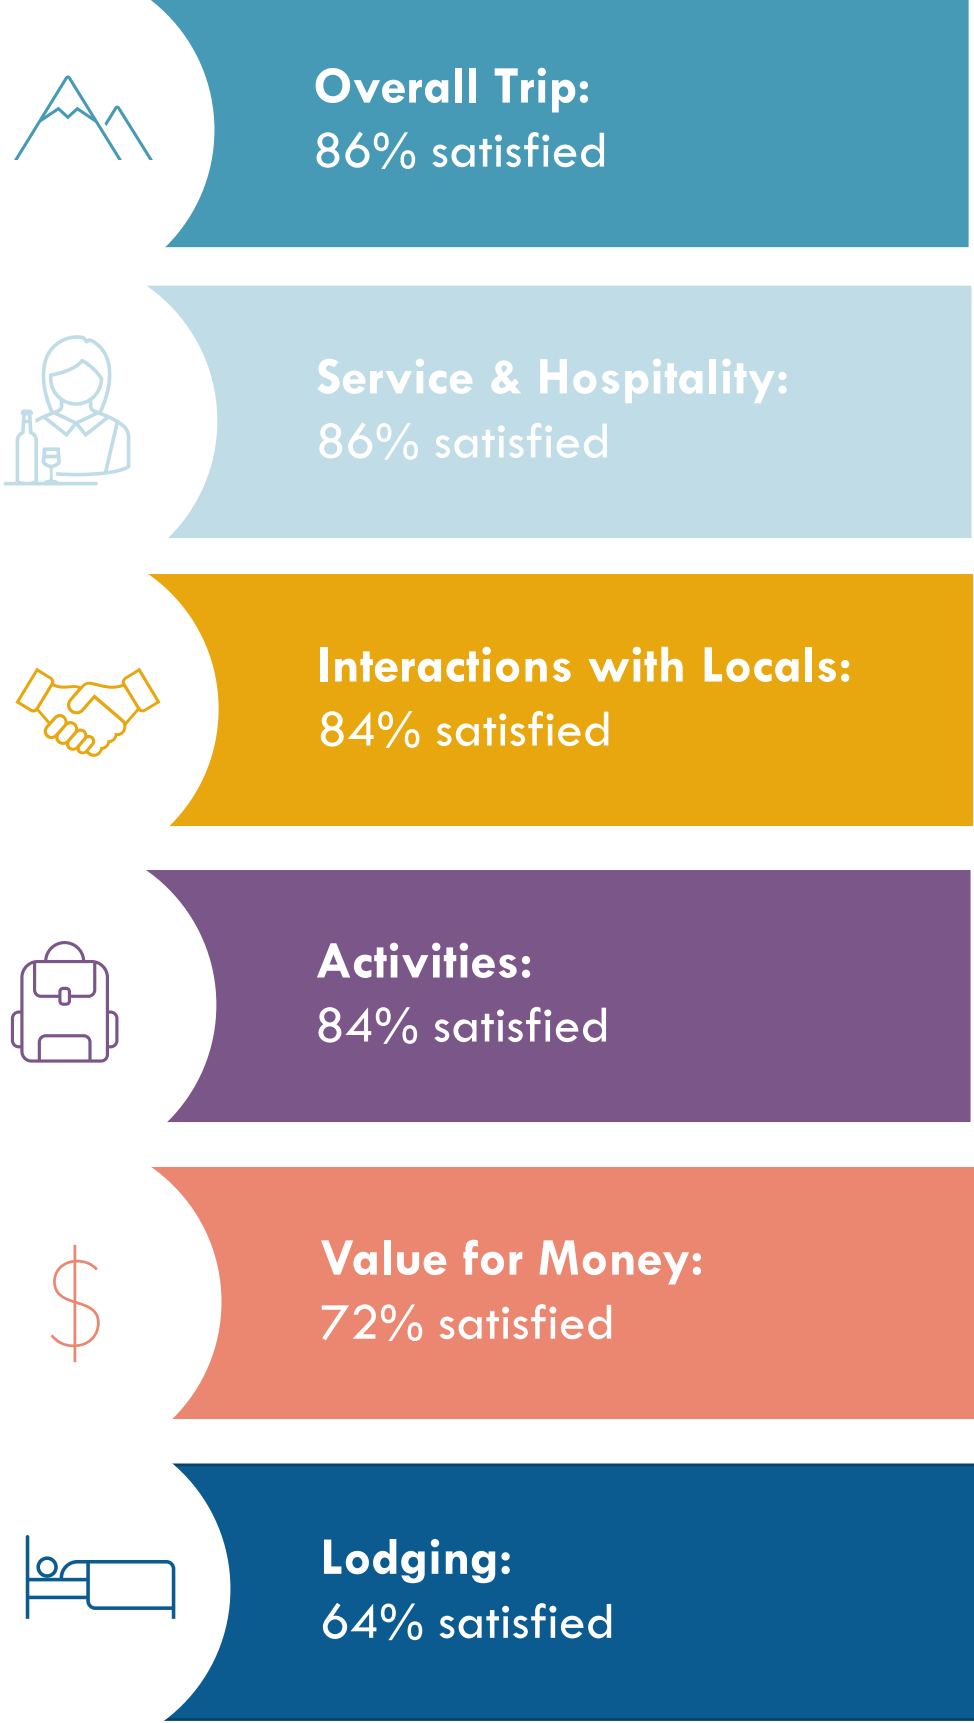 Overall Trip:
86% satisfied
Service & Hospitality:
86% satisfied
Interactions with Locals:
84% satisfied
Activities:
84% satisfied
Value for Money:
72% satisfied
Lodging:
64% satisfied